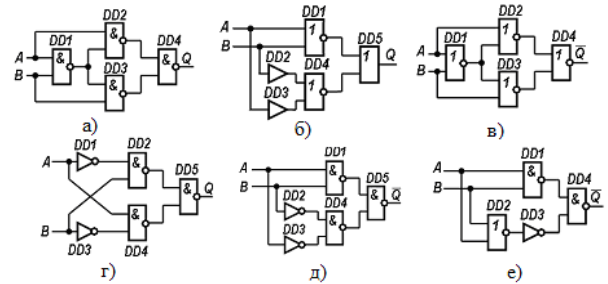 DD1 DD2 DD3 DD4 & & & & A B Q
а)
DD1 DD2 DD3 DD4 DD5 1 1 1 A B Q
б)
DD1 DD2 DD3 DD4 1 1 1 1 A B Q̅
в)
DD1 DD2 DD3 DD4 DD5 & & & A B Q
г)
DD1 DD2 DD3 DD4 DD5 & & & A B Q̅
д)
DD1 DD2 DD3 DD4 & 1 & A B Q̅
е)